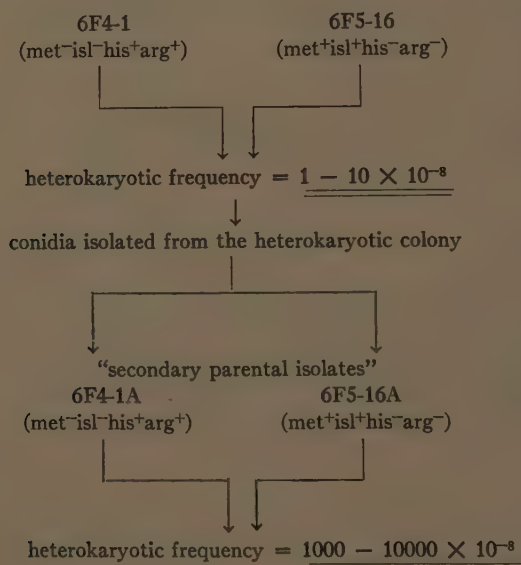 6F4-1 6F5-16
(met⁻isl⁻his⁺arg⁺) (met⁺isl⁺his⁻arg⁻)
heterokaryotic frequency = 1 – 10 × 10⁻⁸
conidia isolated from the heterokaryotic colony
“secondary parental isolates”
6F4-1A 6F5-16A
(met⁻isl⁻his⁺arg⁺) (met⁺isl⁺his⁻arg⁻)
heterokaryotic frequency = 1000 – 10000 × 10⁻⁸